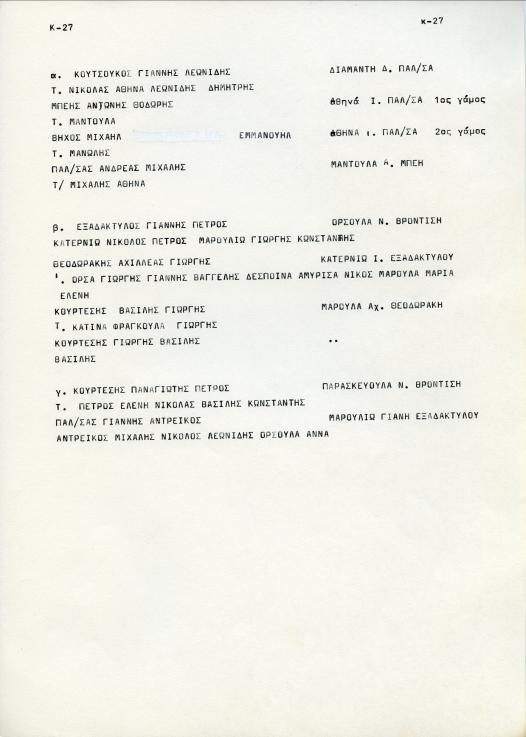 Κ-27 κ-27
α. ΚΟΥΤΣΟΥΚΟΣ ΓΙΑΝΝΗΣ ΛΕΩΝΙΔΗΣ ΔΙΑΜΑΝΤΗ Δ. ΠΑΛ/ΣΑ
Τ. ΝΙΚΟΛΑΣ ΑΘΗΝΑ ΛΕΩΝΙΔΗΣ ΔΗΜΗΤΡΗΣ
ΜΠΕΗΣ ΑΝΤΩΝΗΣ ΘΟΔΩΡΗΣ Αθηνά Ι. ΠΑΛ/ΣΑ 1ος γάμος
Τ. ΜΑΝΤΟΥΛΑ
ΒΗΧΟΣ ΜΙΧΑΗΛ ΕΜΜΑΝΟΥΗΛ ΑΘΗΝΑ Ι. ΠΑΛ/ΣΑ 2ος γάμος
Τ. ΜΑΝΩΛΗΣ
ΠΑΛ/ΣΑΣ ΑΝΔΡΕΑΣ ΜΙΧΑΛΗΣ ΜΑΝΤΟΥΛΑ Α. ΜΠΕΗ
Τ/ ΜΙΧΑΛΗΣ ΑΘΗΝΑ
β. ΕΞΑΔΑΚΤΥΛΟΣ ΓΙΑΝΝΗΣ ΠΕΤΡΟΣ ΟΡΣΟΥΛΑ Ν. ΒΡΟΝΤΙΣΗ
ΚΑΤΕΡΝΙΩ ΝΙΚΟΛΟΣ ΠΕΤΡΟΣ ΜΑΡΟΥΛΙΩ ΓΙΩΡΓΗΣ ΚΩΝΣΤΑΝΤΗΣ
ΘΕΟΔΩΡΑΚΗΣ ΑΧΙΛΛΕΑΣ ΓΙΩΡΓΗΣ ΚΑΤΕΡΝΙΩ Ι. ΕΞΑΔΑΚΤΥΛΟΥ
. ΟΡΣΑ ΓΙΩΡΓΗΣ ΓΙΑΝΝΗΣ ΒΑΓΓΕΛΗΣ ΔΕΣΠΟΙΝΑ ΑΜΥΡΙΣΑ ΝΙΚΟΣ ΜΑΡΟΥΛΑ ΜΑΡΙΑ
ΕΛΕΝΗ
ΚΟΥΡΤΕΣΗΣ ΒΑΣΙΛΗΣ ΓΙΩΡΓΗΣ ΜΑΡΟΥΛΑ Αχ. ΘΕΟΔΩΡΑΚΗ
Τ. ΚΑΤΙΝΑ ΦΡΑΓΚΟΥΛΑ ΓΙΩΡΓΗΣ
ΚΟΥΡΤΕΣΗΣ ΓΙΩΡΓΗΣ ΒΑΣΙΛΗΣ ..
ΒΑΣΙΛΗΣ
γ. ΚΟΥΡΤΕΣΗΣ ΠΑΝΑΓΙΩΤΗΣ ΠΕΤΡΟΣ ΠΑΡΑΣΚΕΥΟΥΛΑ Ν. ΒΡΟΝΤΙΣΗ
Τ. ΠΕΤΡΟΣ ΕΛΕΝΗ ΝΙΚΟΛΑΣ ΒΑΣΙΛΗΣ ΚΩΝΣΤΑΝΤΗΣ
ΠΑΛ/ΣΑΣ ΓΙΑΝΝΗΣ ΑΝΤΡΕΙΚΟΣ ΜΑΡΟΥΛΙΩ ΓΙΑΝΗ ΕΞΑΔΑΚΤΥΛΟΥ
ΑΝΤΡΕΙΚΟΣ ΜΙΧΑΛΗΣ ΝΙΚΟΛΟΣ ΛΕΩΝΙΔΗΣ ΟΡΣΟΥΛΑ ΑΝΝΑ